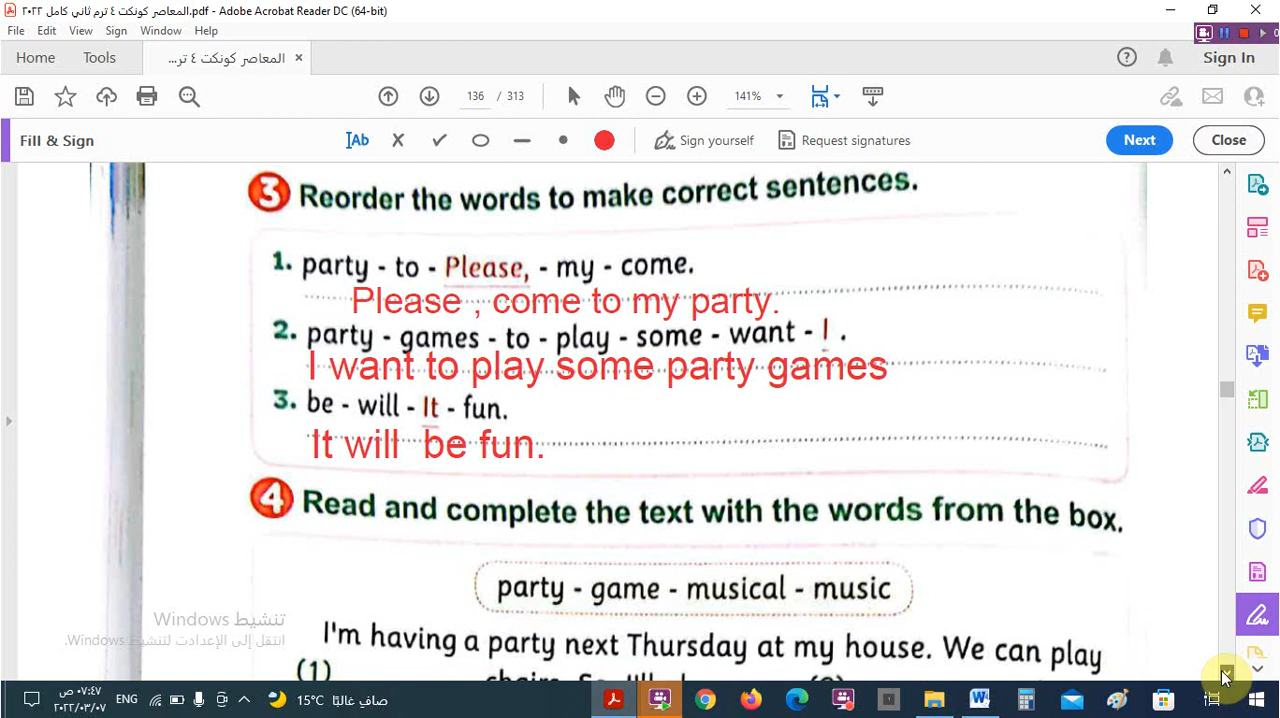 المعاصر كونكت ٤ ترم ثاني كامل ٢٠٢٢.pdf - Adobe Acrobat Reader DC (64-bit)
File Edit View Sign Window Help
Home Tools المعاصر كونكت ٤ تر... × Sign In
136 / 313 141%
Fill & Sign Ab Sign yourself Request signatures Next Close
3 Reorder the words to make correct sentences.
1. party - to - Please, - my - come.
Please , come to my party.
2. party - games - to - play - some - want - I .
I want to play some party games
3. be - will - It - fun.
It will be fun.
4 Read and complete the text with the words from the box.
party - game - musical - music
I'm having a party next Thursday at my house. We can play
(1)
تنشيط Windows
انتقل إلى الإعدادت لتنشيط Windows.
٠٧:٤٧ ص
٢٠٢٢/٠٣/٠٧
ENG
15°C صافي غالبًا